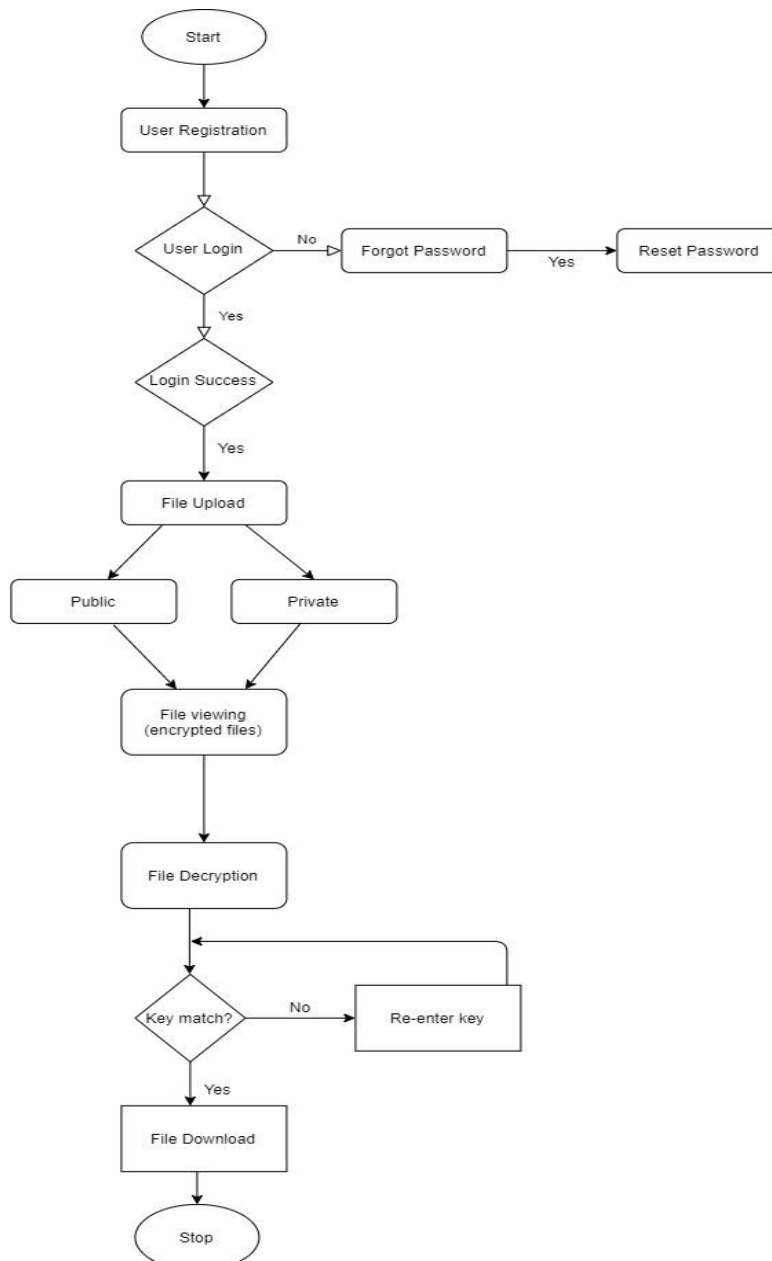 Start
User Registration
User Login
No
Forgot Password
Yes
Reset Password
Yes
Login Success
Yes
File Upload
Public
Private
File viewing
(encrypted files)
File Decryption
Key match?
No
Re-enter key
Yes
File Download
Stop